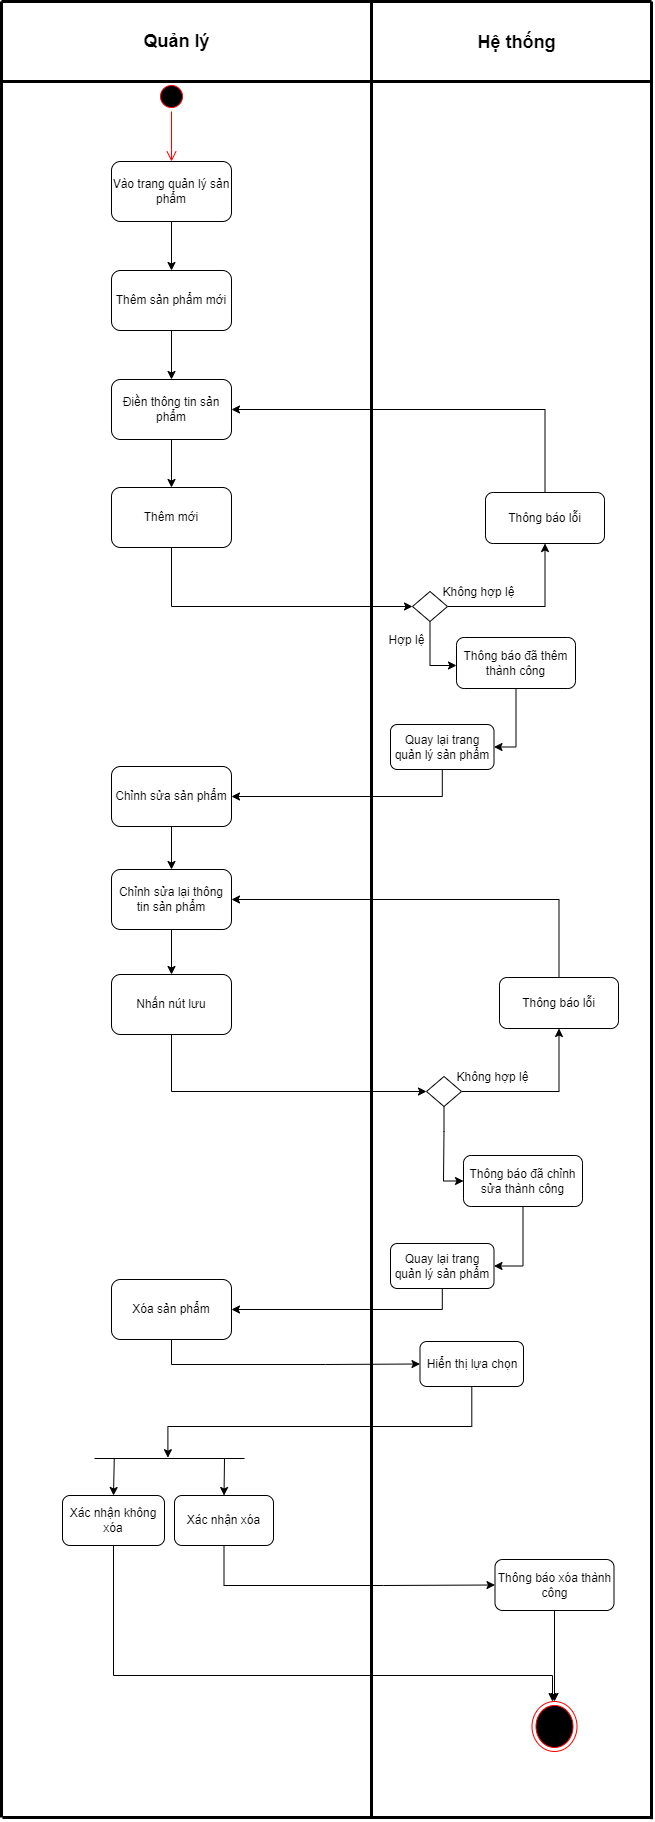 Quản lý
Hệ thống
Vào trang quản lý sản
phẩm
Thêm sản phẩm mới
Điền thông tin sản
phẩm
Thêm mới
Thông báo lỗi
Không hợp lệ
Hợp lệ
Thông báo đã thêm
thành công
Quay lại trang
quản lý sản phẩm
Chỉnh sửa sản phẩm
Chỉnh sửa lại thông
tin sản phẩm
Nhấn nút lưu
Thông báo lỗi
Không hợp lệ
Thông báo đã chỉnh
sửa thành công
Quay lại trang
quản lý sản phẩm
Xóa sản phẩm
Hiển thị lựa chọn
Xác nhận không
xóa
Xác nhận xóa
Thông báo xóa thành
công